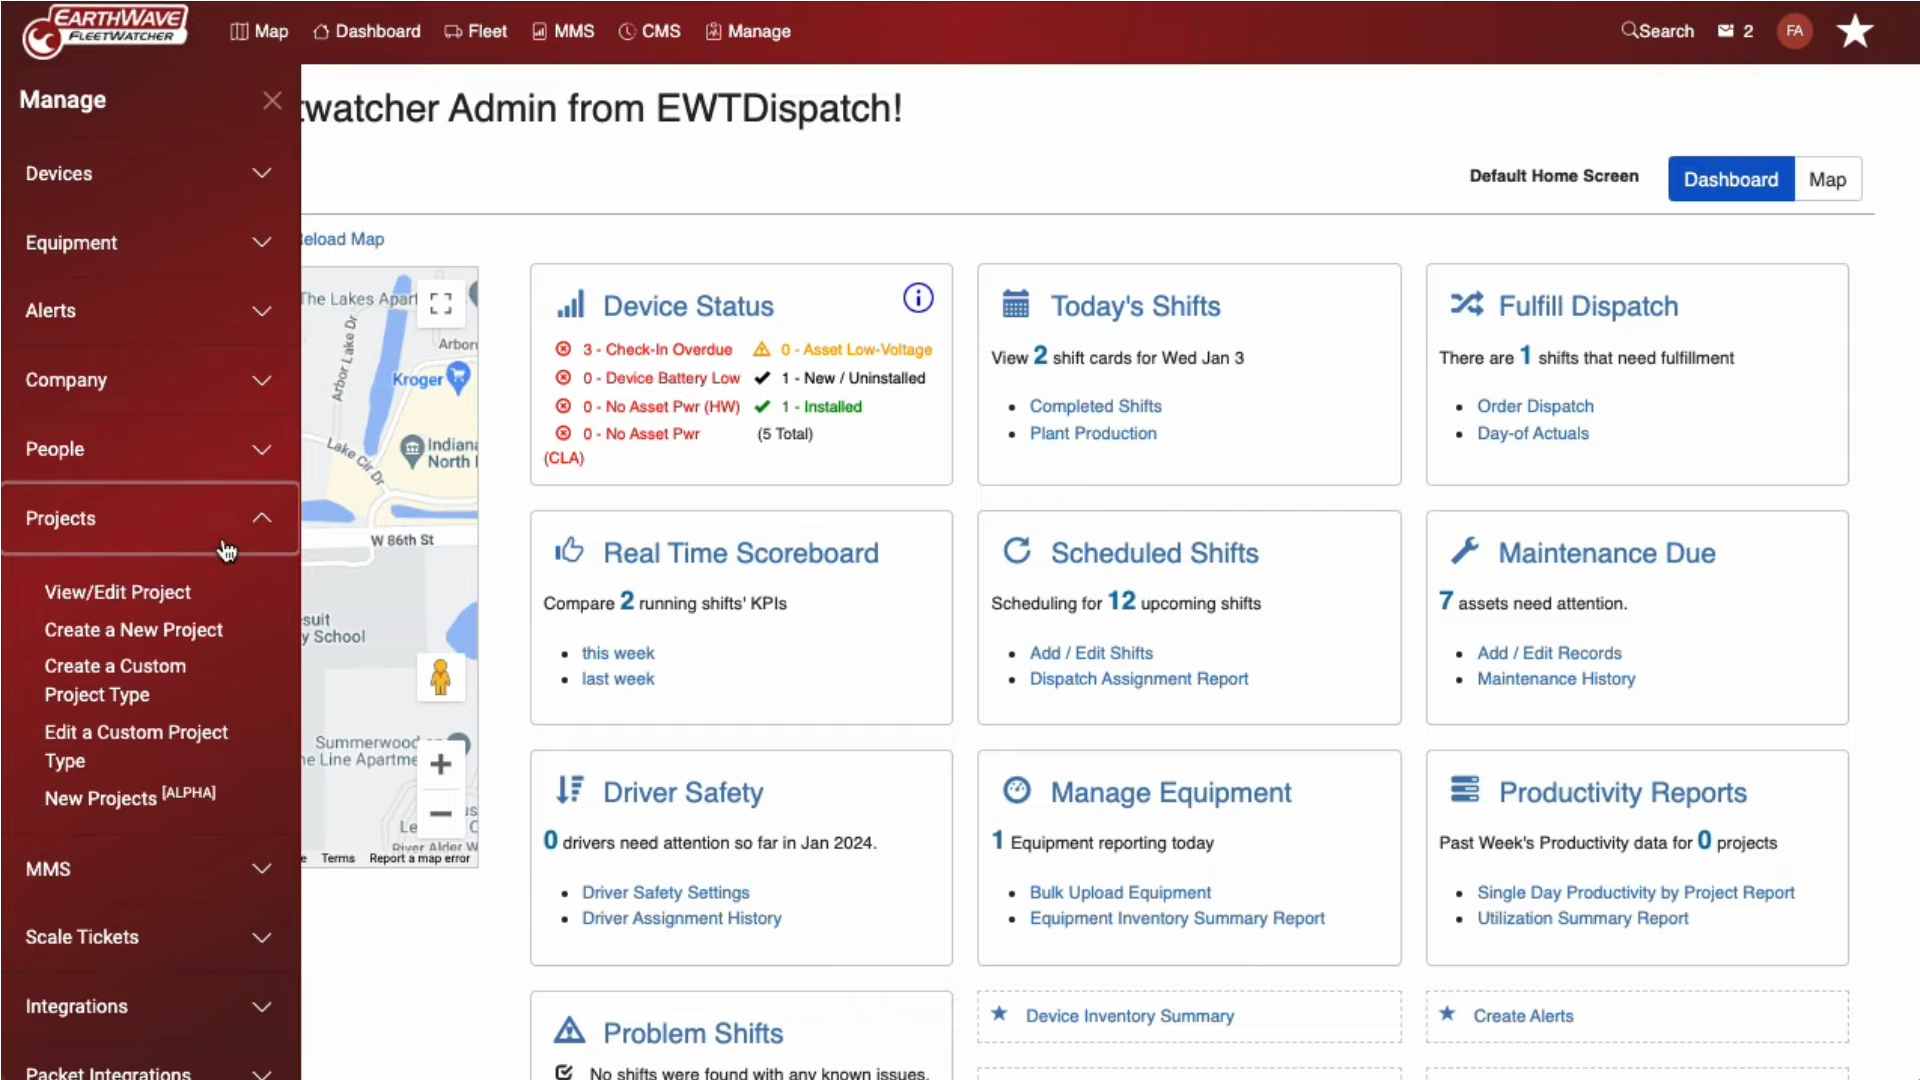 EARTHWAVE
FLEETWATCHER
Map
Dashboard
Fleet
MMS
CMS
Manage
Search
2
FA
Manage
Devices
Equipment
Alerts
Company
People
Projects
View/Edit Project
Create a New Project
Create a Custom
Project Type
Edit a Custom Project
Type
New Projects [ALPHA]
MMS
Scale Tickets
Integrations
Packet Integrations
twatcher Admin from EWTDispatch!
Default Home Screen
Dashboard
Map
eload Map
The Lakes Apart
Arbor Lake Dr
Arbor
Kroger
Indiana
North
Lake Cir Dr
W 86th St
suit
y School
Summerwood on
he Line Apartme
River Alder W
Terms
Report a map error
Device Status
3 - Check-In Overdue
0 - Asset Low-Voltage
0 - Device Battery Low
1 - New / Uninstalled
0 - No Asset Pwr (HW)
1 - Installed
0 - No Asset Pwr
(5 Total)
(CLA)
Today's Shifts
View 2 shift cards for Wed Jan 3
• Completed Shifts
• Plant Production
Fulfill Dispatch
There are 1 shifts that need fulfillment
• Order Dispatch
• Day-of Actuals
Real Time Scoreboard
Compare 2 running shifts' KPIs
• this week
• last week
Scheduled Shifts
Scheduling for 12 upcoming shifts
• Add / Edit Shifts
• Dispatch Assignment Report
Maintenance Due
7 assets need attention.
• Add / Edit Records
• Maintenance History
Driver Safety
0 drivers need attention so far in Jan 2024.
• Driver Safety Settings
• Driver Assignment History
Manage Equipment
1 Equipment reporting today
• Bulk Upload Equipment
• Equipment Inventory Summary Report
Productivity Reports
Past Week's Productivity data for 0 projects
• Single Day Productivity by Project Report
• Utilization Summary Report
Problem Shifts
No shifts were found with any known issues.
Device Inventory Summary
Create Alerts